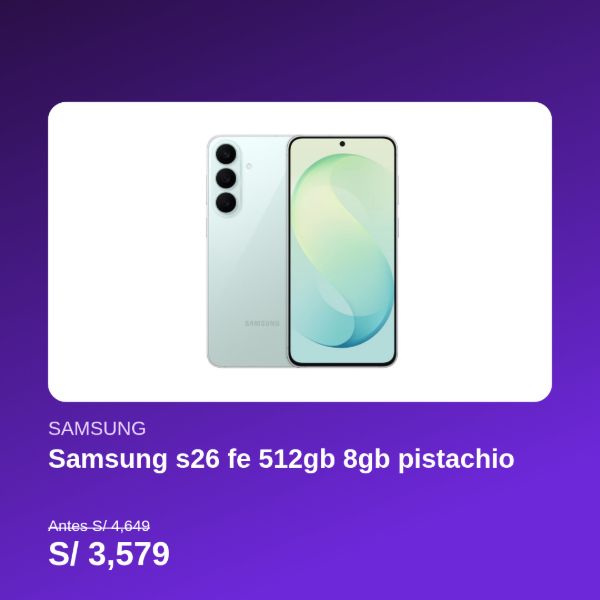 SAMSUNG
SAMSUNG
Samsung s26 fe 512gb 8gb pistachio
Antes S/ 4,649
S/ 3,579